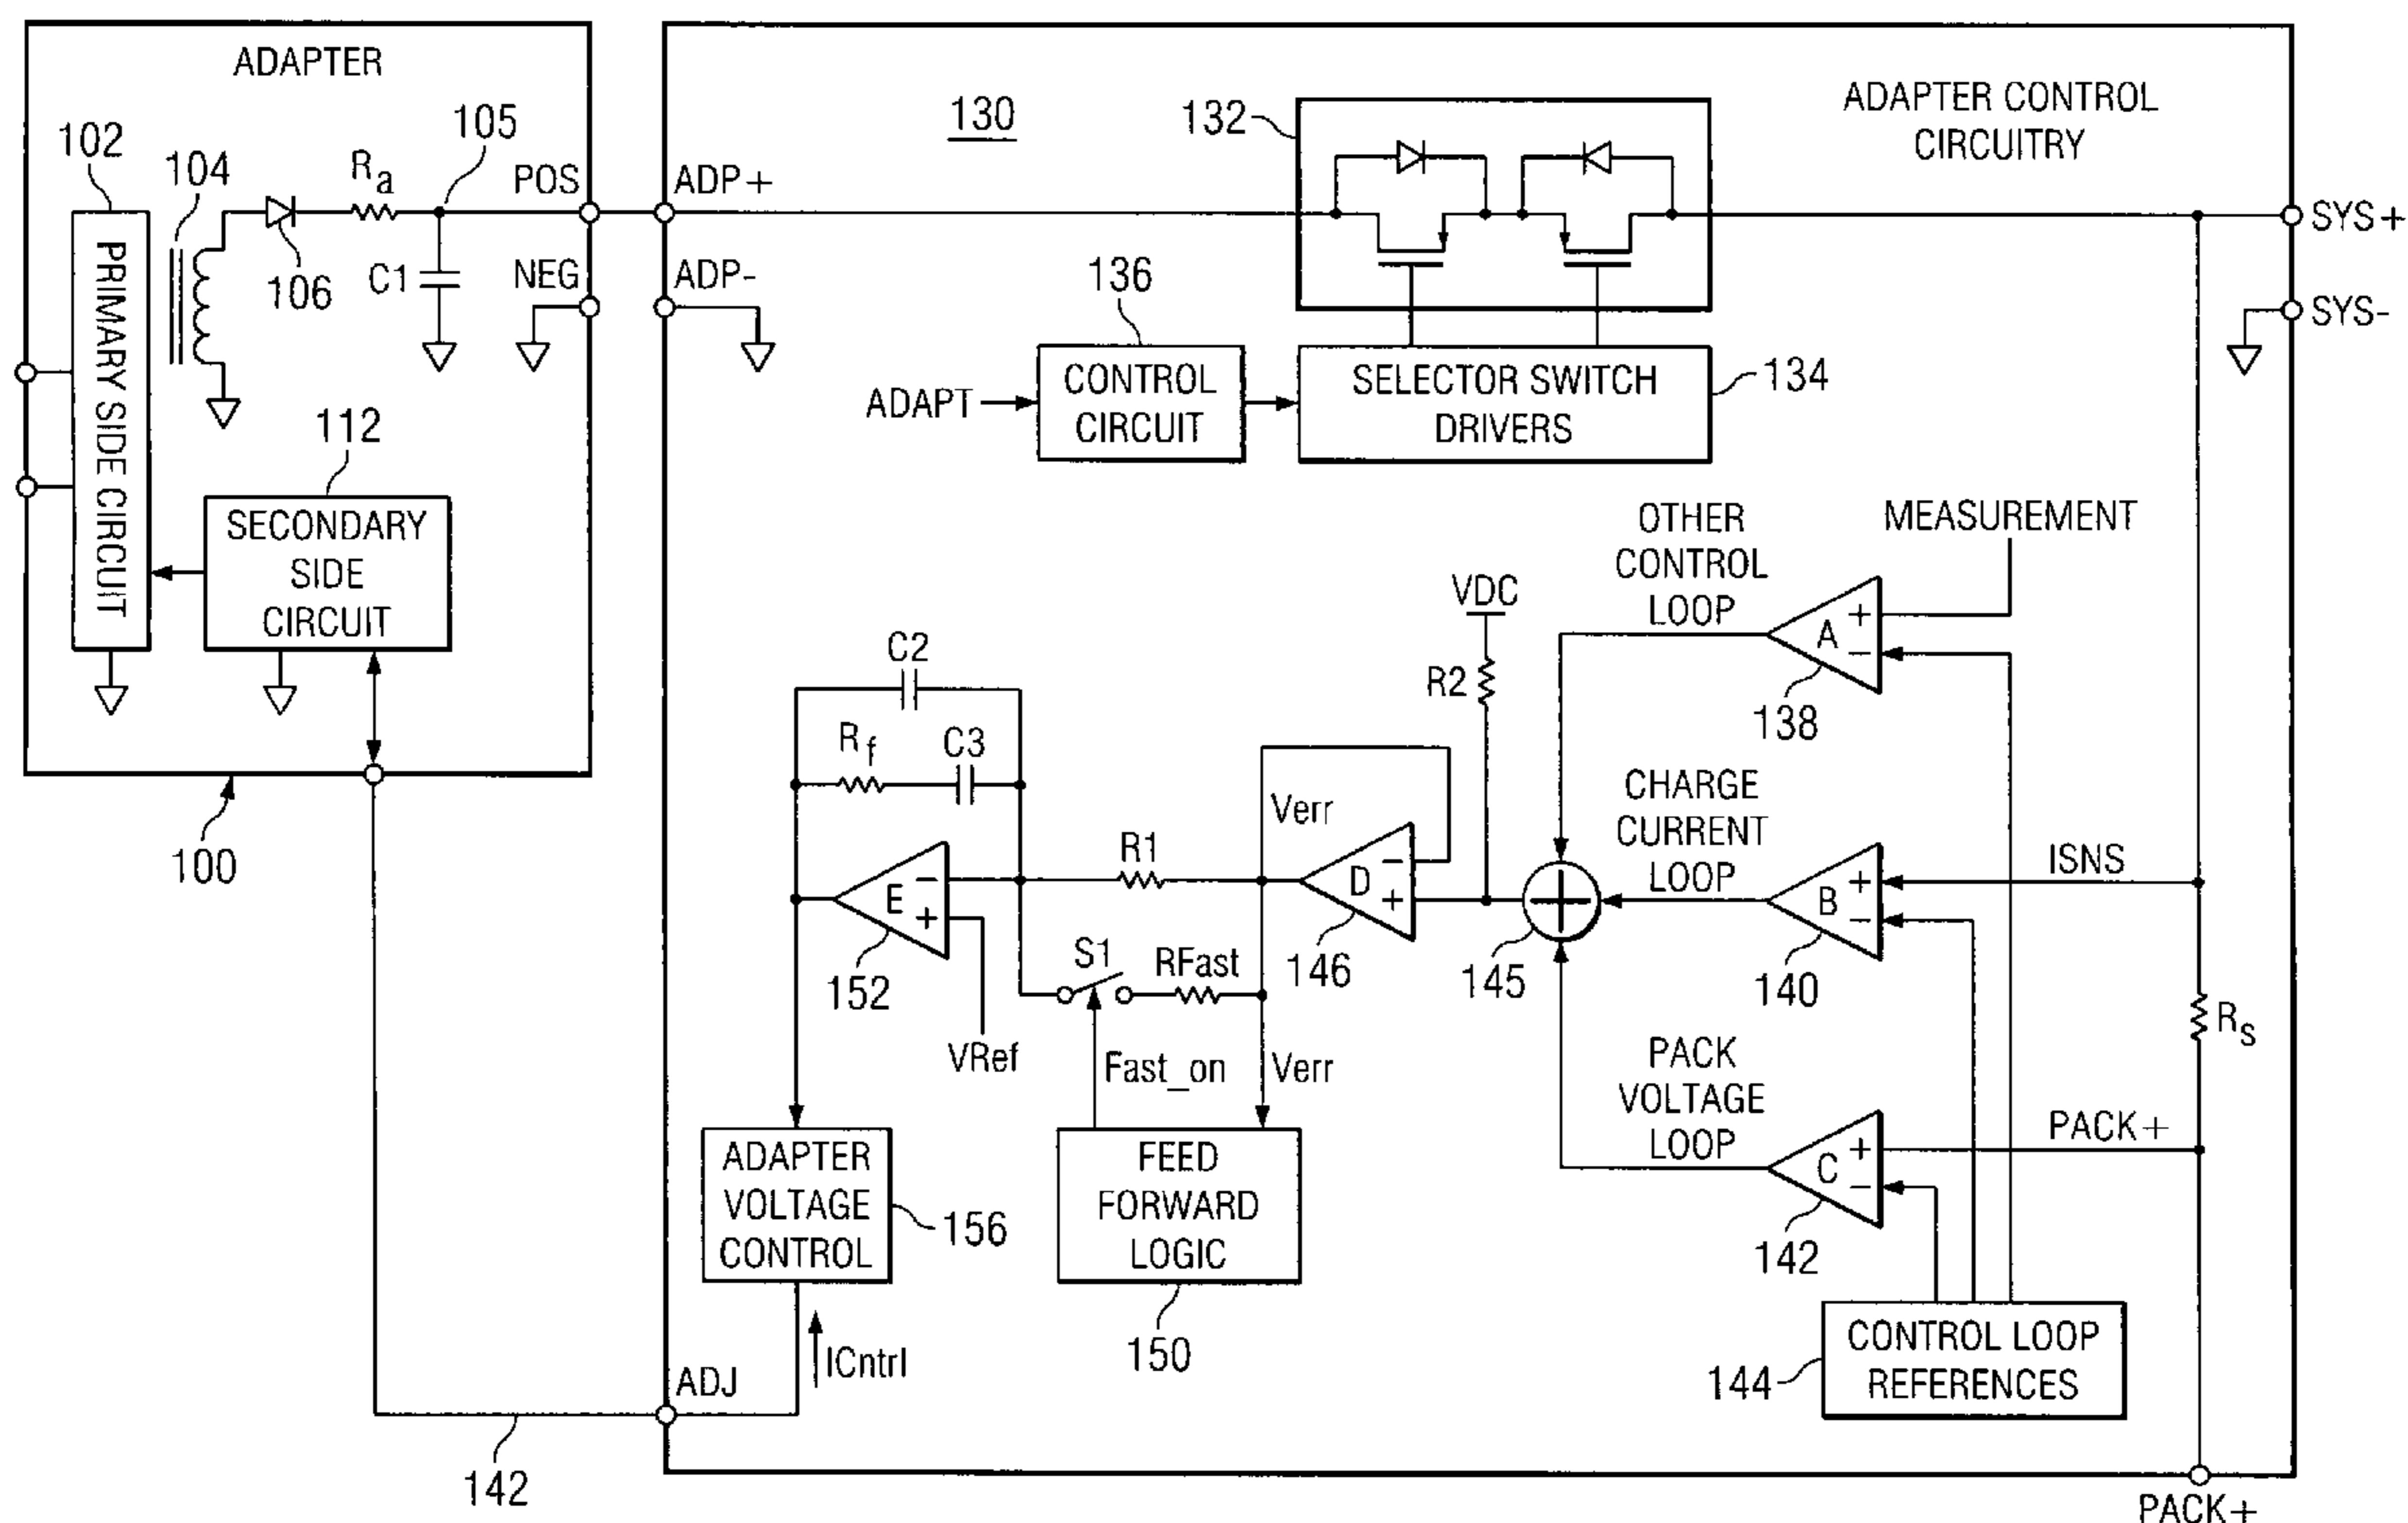 ADAPTER
102
104
R a
105
POS
PRIMARY SIDE CIRCUIT
106
C1
NEG
112
SECONDARY
SIDE
CIRCUIT
100
142
ADP+
ADP-
130
132
ADAPTER CONTROL
CIRCUITRY
SYS+
SYS-
136
ADAPT
CONTROL
CIRCUIT
SELECTOR SWITCH
DRIVERS
134
OTHER
CONTROL
LOOP
MEASUREMENT
A
+
−
138
VDC
R2
C2
R f
C3
Verr
R1
D
−
+
146
145
CHARGE
CURRENT
LOOP
ISNS
B
+
−
140
E
−
+
152
S1
RFast
VRef
Fast_on
Verr
R s
PACK
VOLTAGE
LOOP
PACK+
C
+
−
142
ADAPTER
VOLTAGE
CONTROL
156
FEED
FORWARD
LOGIC
150
ICntrl
ADJ
144
CONTROL LOOP
REFERENCES
PACK+